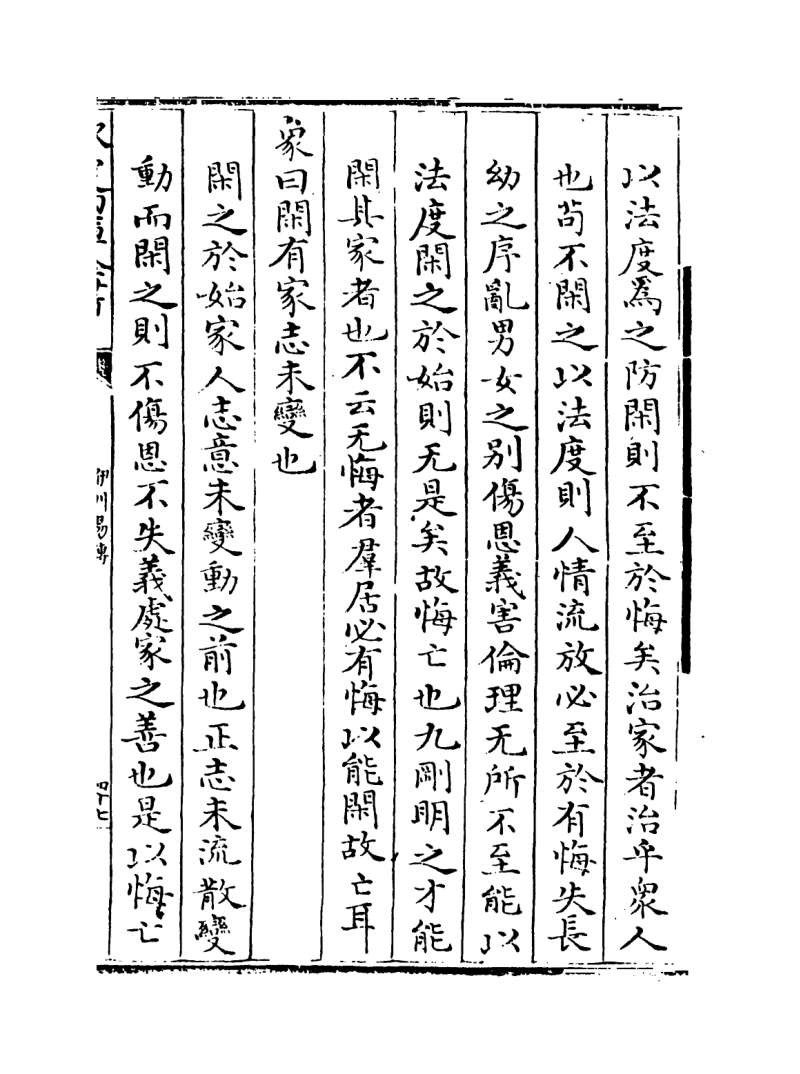 以法度爲之防閑則不至於悔矣治家者治乎衆人
也茍不閑之以法度則人情流放必至於有悔失長
幼之序亂男女之别傷恩義害倫理无所不至能以
法度閑之於始則无是矣故悔亡也九剛明之才能
閑其家者也不云无悔者羣居必有悔以能閑故亡耳
象曰閑有家志未變也
閑之於始家人志意未變動之前也正志未流散變
動而閑之則不傷恩不失義處家之善也是以悔亡
伊川易傳
四十七